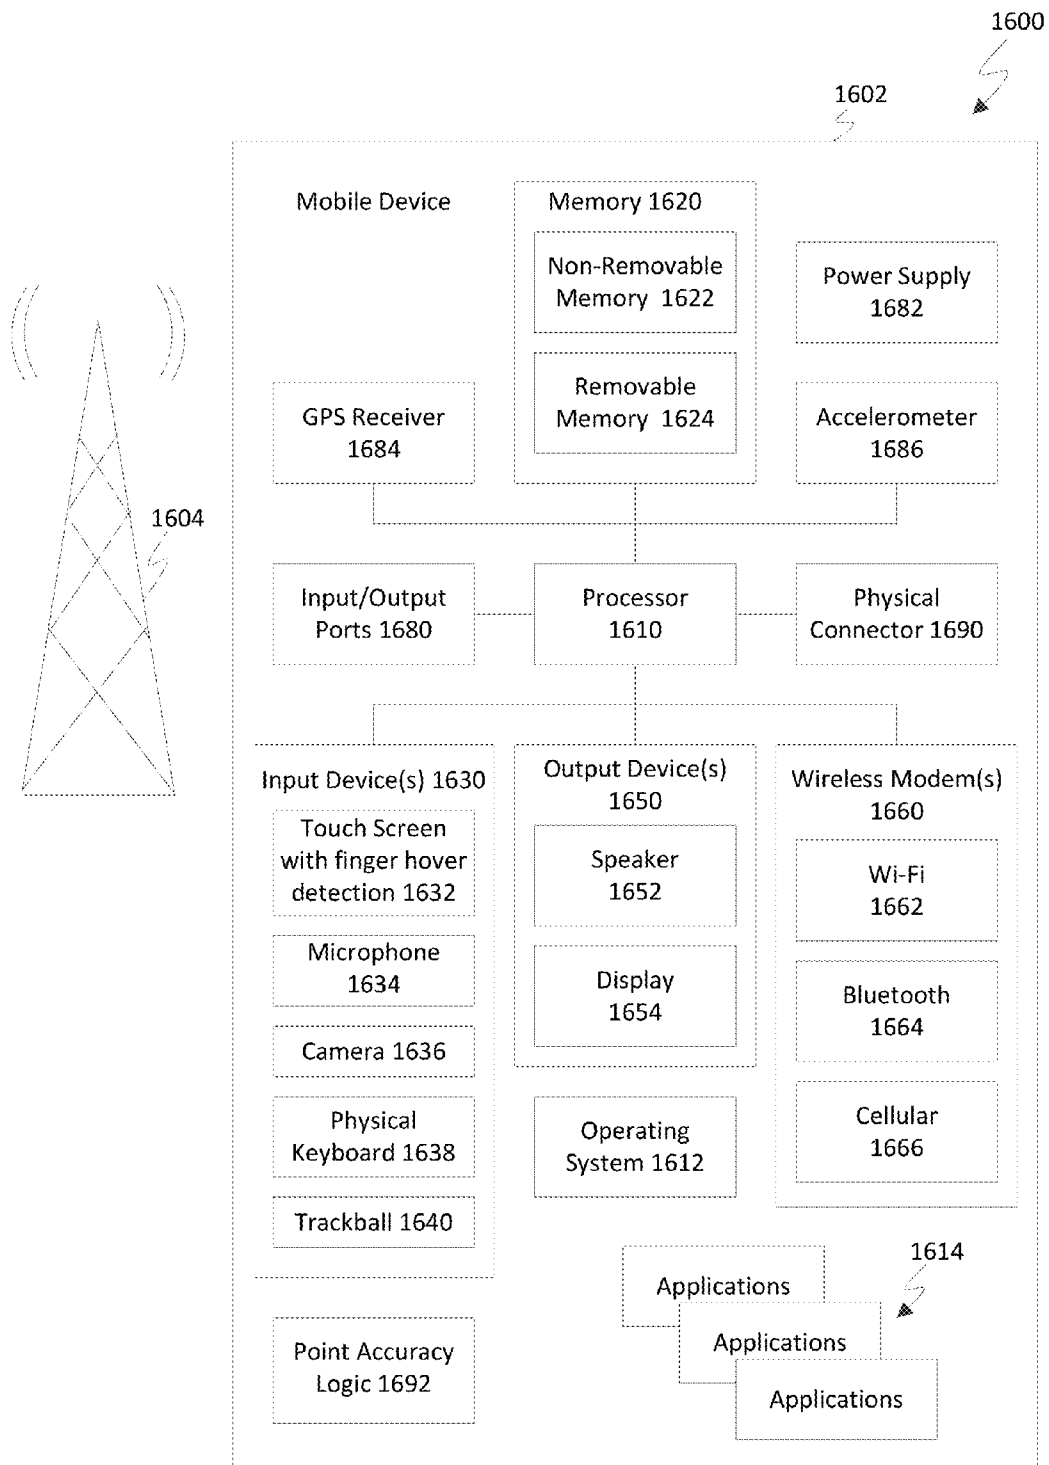 1600
1602
Mobile Device
Memory 1620
Non-Removable
Memory 1622
Power Supply
1682
Removable
Memory 1624
GPS Receiver
1684
Accelerometer
1686
1604
Input/Output
Ports 1680
Processor
1610
Physical
Connector 1690
Input Device(s) 1630
Touch Screen
with finger hover
detection 1632
Microphone
1634
Camera 1636
Physical
Keyboard 1638
Trackball 1640
Output Device(s)
1650
Speaker
1652
Display
1654
Wireless Modem(s)
1660
Wi-Fi
1662
Bluetooth
1664
Cellular
1666
Operating
System 1612
1614
Applications
Applications
Applications
Point Accuracy
Logic 1692